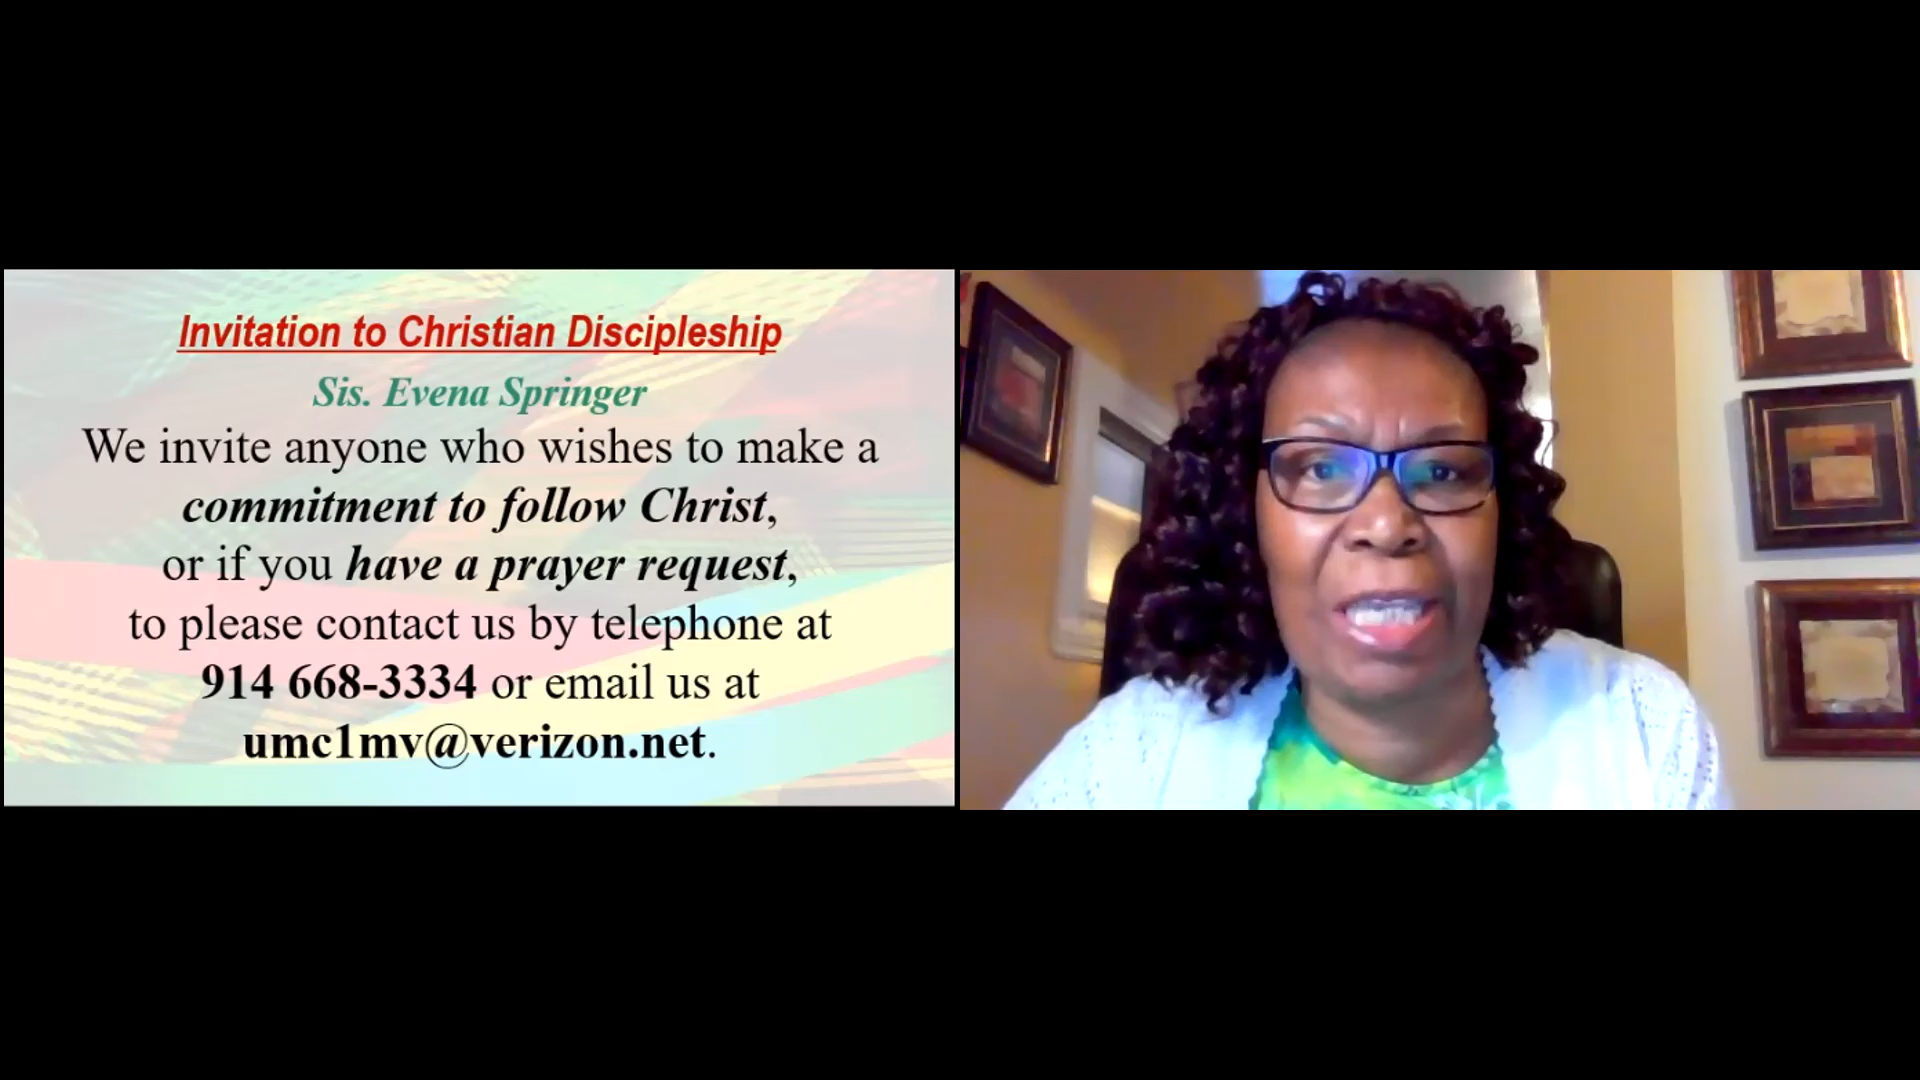 Invitation to Christian Discipleship
Sis. Evena Springer
We invite anyone who wishes to make a
commitment to follow Christ,
or if you have a prayer request,
to please contact us by telephone at
914 668-3334 or email us at
umc1mv@verizon.net.